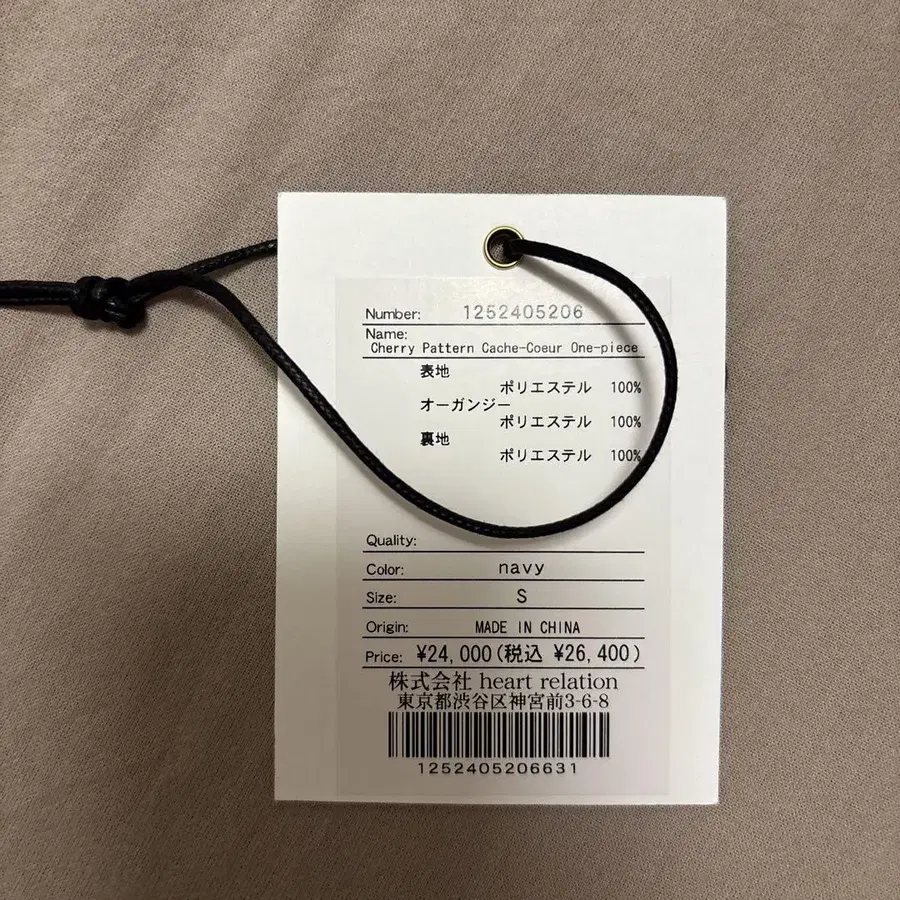 Number: 1252405206
Name:
Cherry Pattern Cache-Coeur One-piece
表地
ポリエステル 100%
オーガンジー
ポリエステル 100%
裏地
ポリエステル 100%
Quality:
Color: navy
Size: S
Origin: MADE IN CHINA
Price: ¥24,000(税込 ¥26,400)
株式会社 heart relation
東京都渋谷区神宮前3-6-8
1252405206631